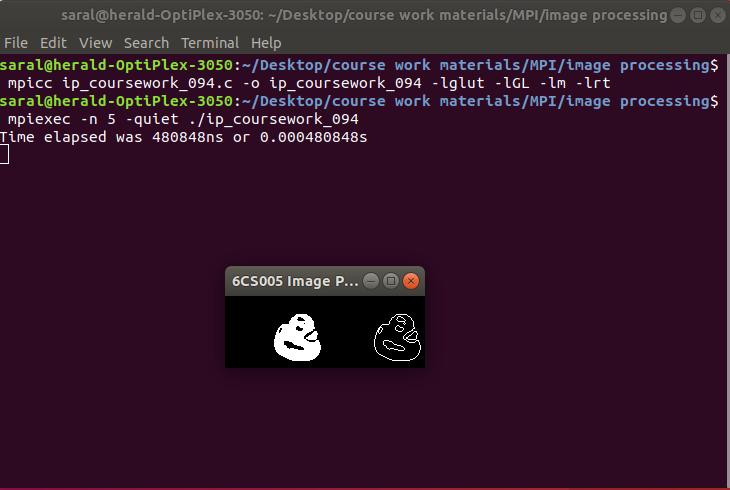 saral@herald-OptiPlex-3050: ~/Desktop/course work materials/MPI/image processing
File Edit View Search Terminal Help
saral@herald-OptiPlex-3050:~/Desktop/course work materials/MPI/image processing$
mpicc ip_coursework_094.c -o ip_coursework_094 -lglut -lGL -lm -lrt
saral@herald-OptiPlex-3050:~/Desktop/course work materials/MPI/image processing$
mpiexec -n 5 -quiet ./ip_coursework_094
Time elapsed was 480848ns or 0.000480848s
6CS005 Image P...